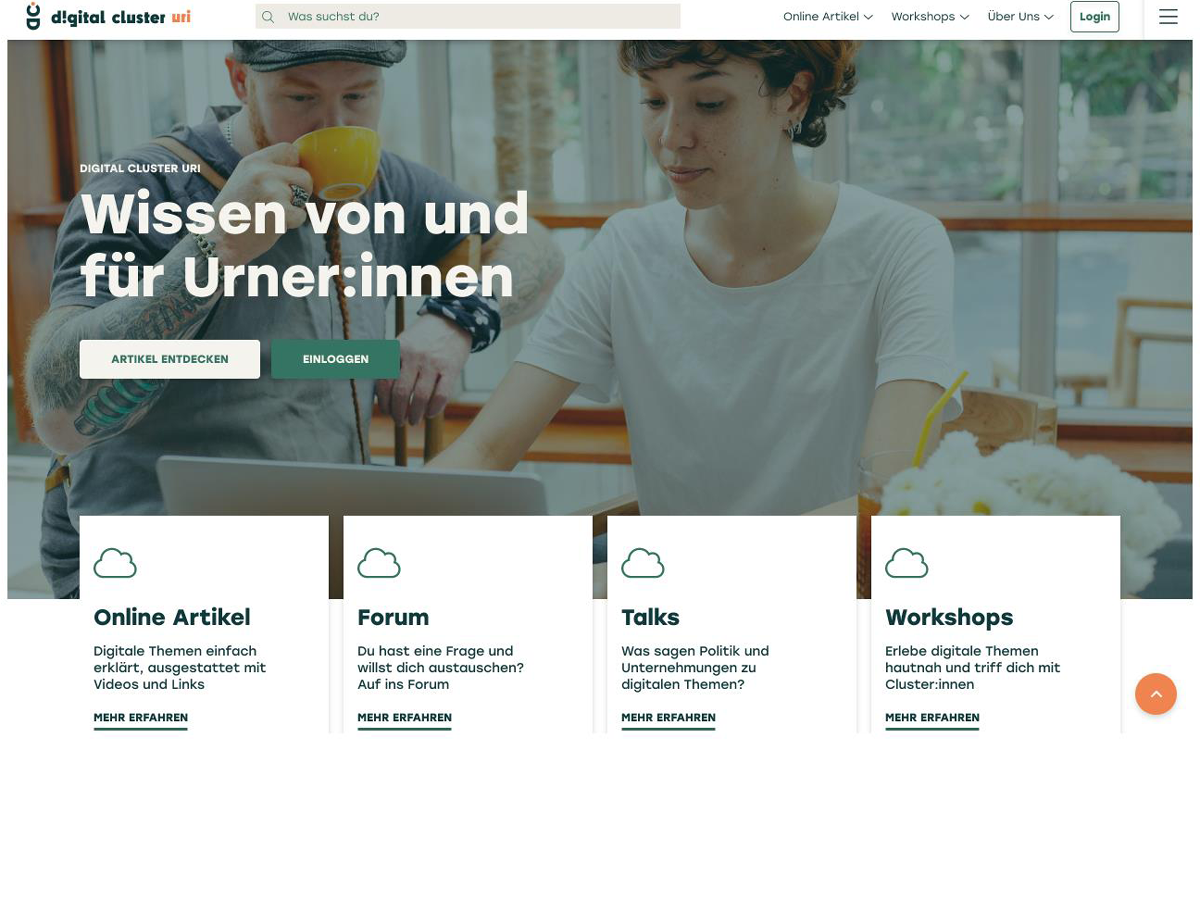 d!gital cluster uri
Was suchst du?
Online Artikel
Workshops
Über Uns
Login
DIGITAL CLUSTER URI
Wissen von und
für Urner:innen
ARTIKEL ENTDECKEN
EINLOGGEN
Online Artikel
Digitale Themen einfach
erklärt, ausgestattet mit
Videos und Links
MEHR ERFAHREN
Forum
Du hast eine Frage und
willst dich austauschen?
Auf ins Forum
MEHR ERFAHREN
Talks
Was sagen Politik und
Unternehmungen zu
digitalen Themen?
MEHR ERFAHREN
Workshops
Erlebe digitale Themen
hautnah und triff dich mit
Cluster:innen
MEHR ERFAHREN